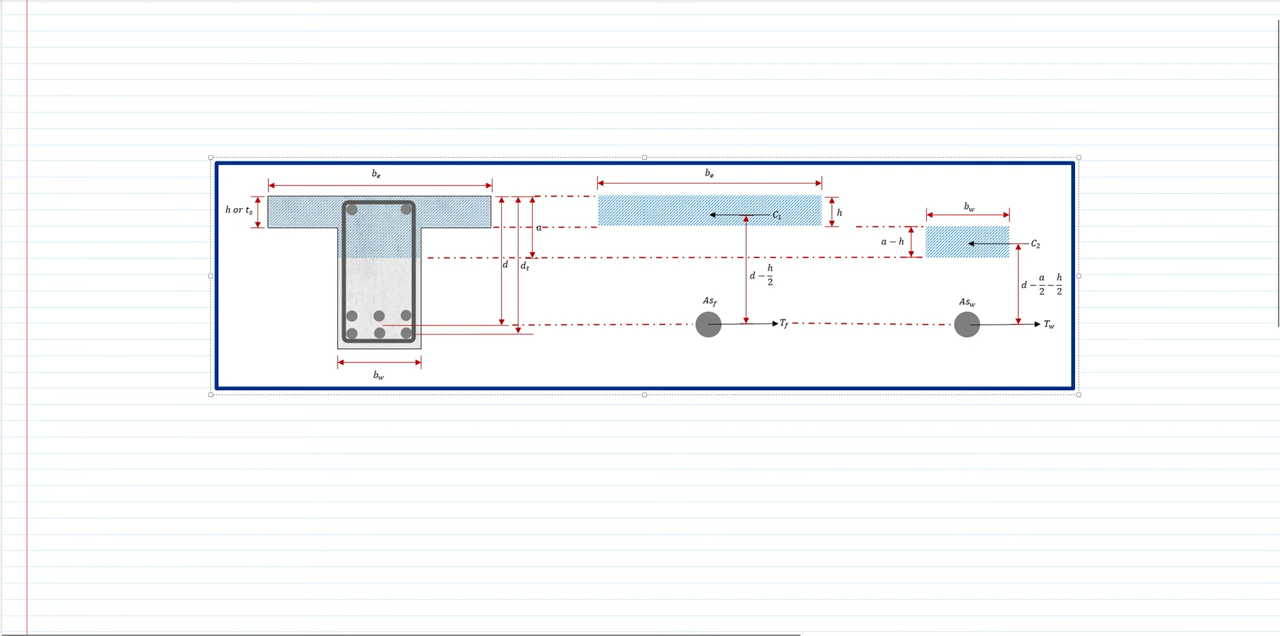 b_e
h or t_s
a
d
d_t
b_w
b_e
h
C_1
d - h/2
As_f
T_f
b_w
a - h
C_2
d - a/2 - h/2
As_w
T_w